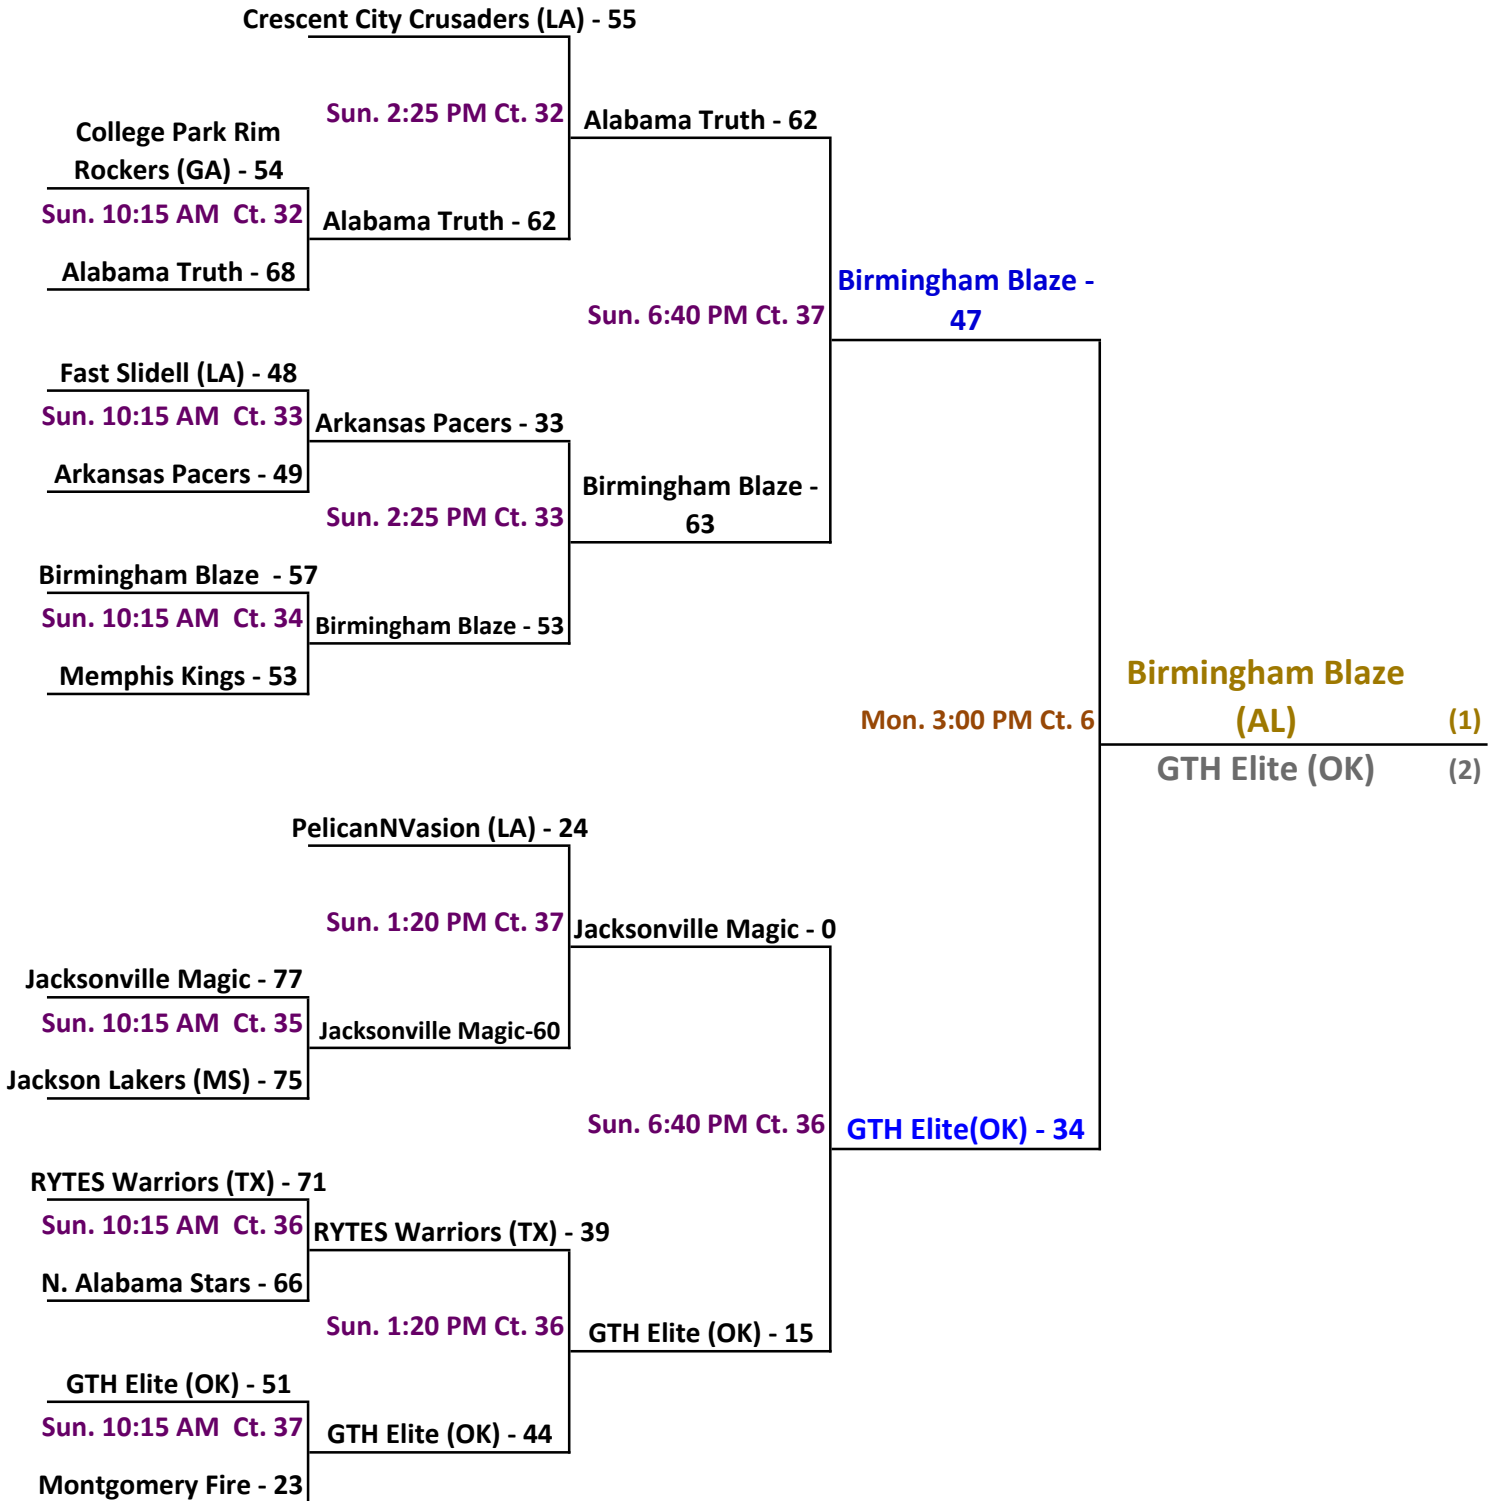 Crescent City Crusaders (LA) - 55
Sun. 2:25 PM Ct. 32
Alabama Truth - 62
College Park Rim
Rockers (GA) - 54
Sun. 10:15 AM  Ct. 32
Alabama Truth - 62
Alabama Truth - 68
Birmingham Blaze -
47
Sun. 6:40 PM Ct. 37
Fast Slidell (LA) - 48
Sun. 10:15 AM  Ct. 33
Arkansas Pacers - 33
Arkansas Pacers - 49
Birmingham Blaze -
63
Sun. 2:25 PM Ct. 33
Birmingham Blaze  - 57
Sun. 10:15 AM  Ct. 34
Birmingham Blaze - 53
Memphis Kings - 53
Birmingham Blaze
(AL) (1)
Mon. 3:00 PM Ct. 6
GTH Elite (OK) (2)
PelicanNVasion (LA) - 24
Sun. 1:20 PM Ct. 37
Jacksonville Magic - 0
Jacksonville Magic - 77
Sun. 10:15 AM  Ct. 35
Jacksonville Magic-60
Jackson Lakers (MS) - 75
Sun. 6:40 PM Ct. 36
GTH Elite(OK) - 34
RYTES Warriors (TX) - 71
Sun. 10:15 AM  Ct. 36
RYTES Warriors (TX) - 39
N. Alabama Stars - 66
Sun. 1:20 PM Ct. 36
GTH Elite (OK) - 15
GTH Elite (OK) - 51
Sun. 10:15 AM  Ct. 37
GTH Elite (OK) - 44
Montgomery Fire - 23